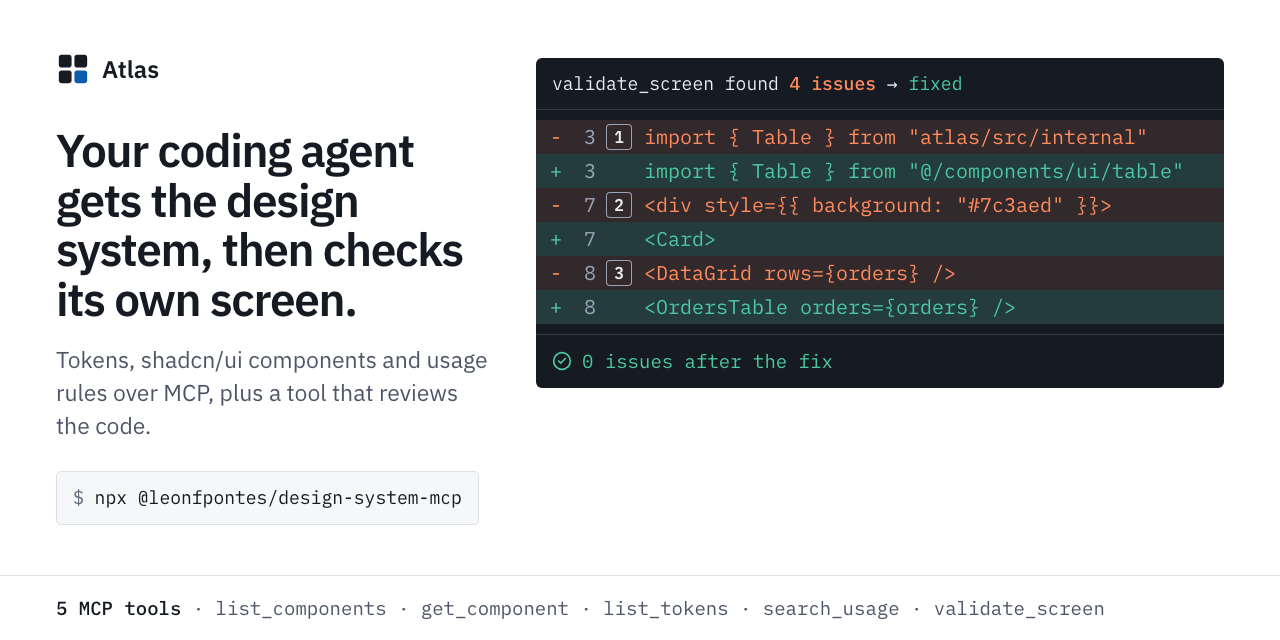 Atlas
Your coding agent
gets the design
system, then checks
its own screen.
Tokens, shadcn/ui components and usage
rules over MCP, plus a tool that reviews
the code.
$ npx @leonfpontes/design-system-mcp
validate_screen found 4 issues → fixed
- 3 1 import { Table } from "atlas/src/internal"
+ 3 import { Table } from "@/components/ui/table"
- 7 2 <div style={{ background: "#7c3aed" }}>
+ 7 <Card>
- 8 3 <DataGrid rows={orders} />
+ 8 <OrdersTable orders={orders} />
0 issues after the fix
5 MCP tools · list_components · get_component · list_tokens · search_usage · validate_screen